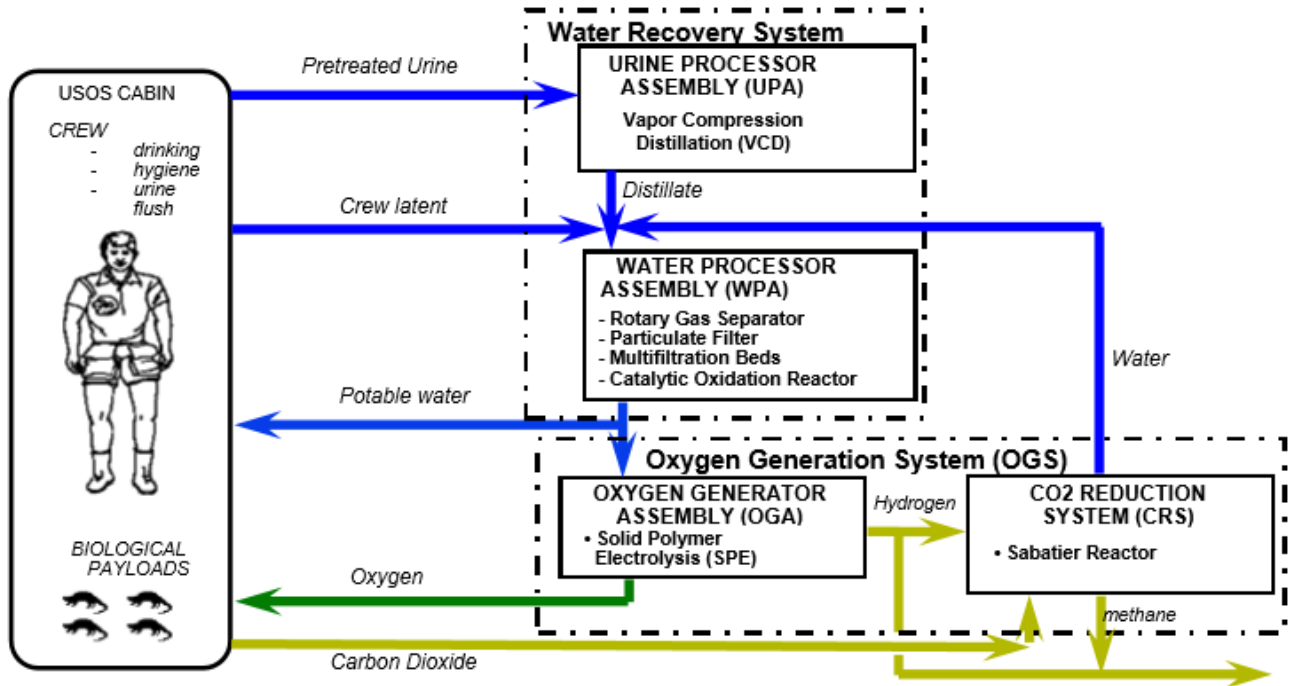 Water Recovery System
Pretreated Urine
URINE PROCESSOR
ASSEMBLY (UPA)
Vapor Compression
Distillation (VCD)
USOS CABIN
CREW
- drinking
- hygiene
- urine
flush
Distillate
Crew latent
WATER PROCESSOR
ASSEMBLY (WPA)
- Rotary Gas Separator
- Particulate Filter
- Multifiltration Beds
- Catalytic Oxidation Reactor
Water
Potable water
Oxygen Generation System (OGS)
OXYGEN GENERATOR
ASSEMBLY (OGA)
• Solid Polymer
Electrolysis (SPE)
Hydrogen
CO2 REDUCTION
SYSTEM (CRS)
• Sabatier Reactor
BIOLOGICAL
PAYLOADS
Oxygen
methane
Carbon Dioxide